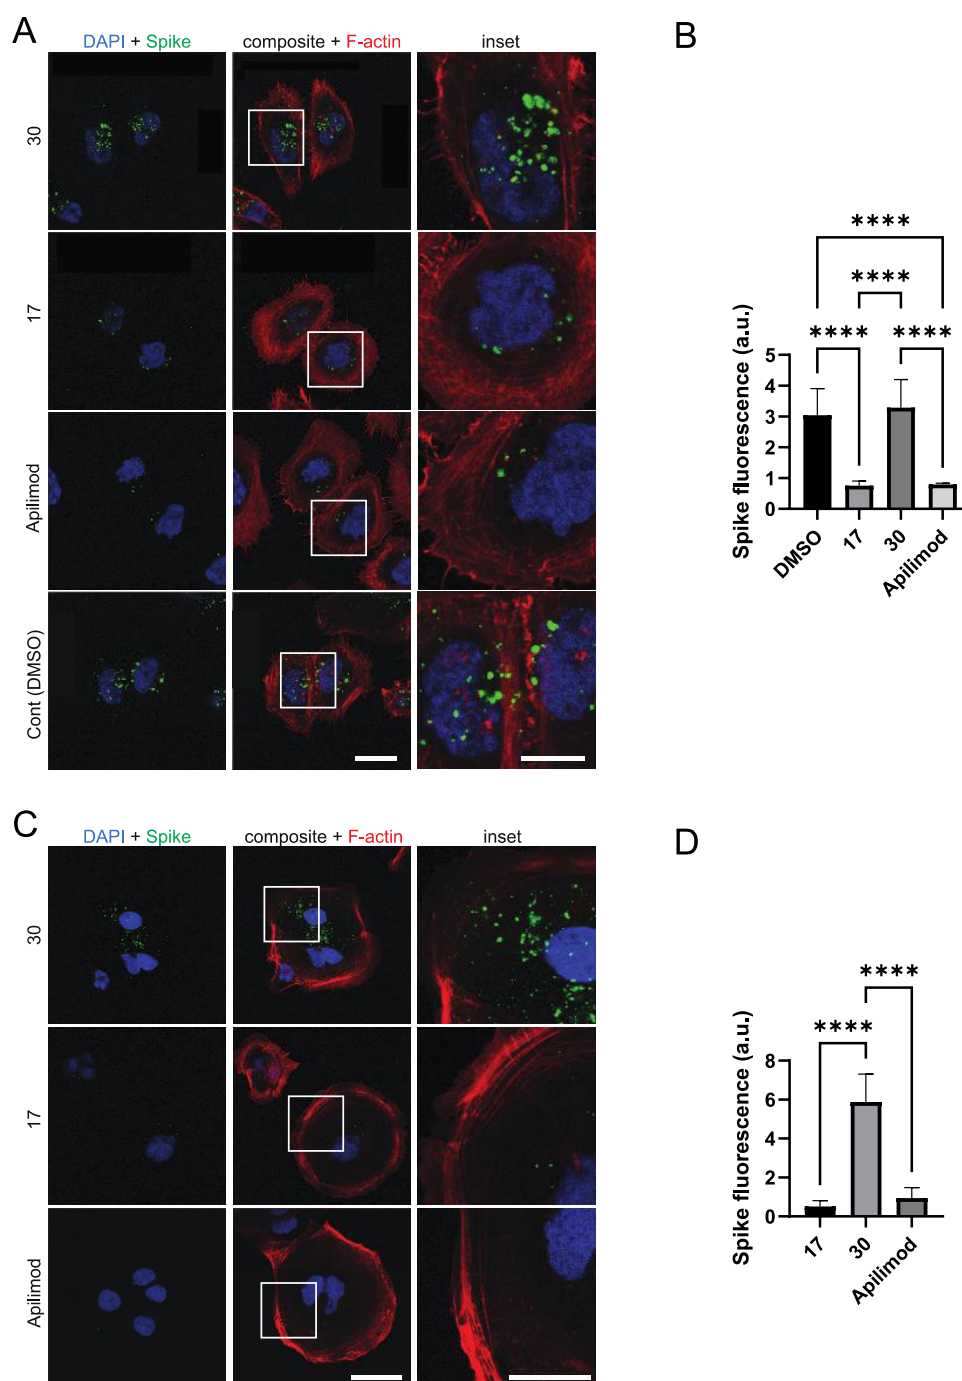 A
DAPI + Spike
composite + F-actin
inset
30
17
Apilimod
Cont (DMSO)
B
****
****
****
****
Spike fluorescence (a.u.)
5
4
3
2
1
0
DMSO
17
30
Apilimod
C
DAPI + Spike
composite + F-actin
inset
30
17
Apilimod
D
****
****
Spike fluorescence (a.u.)
8
6
4
2
0
17
30
Apilimod